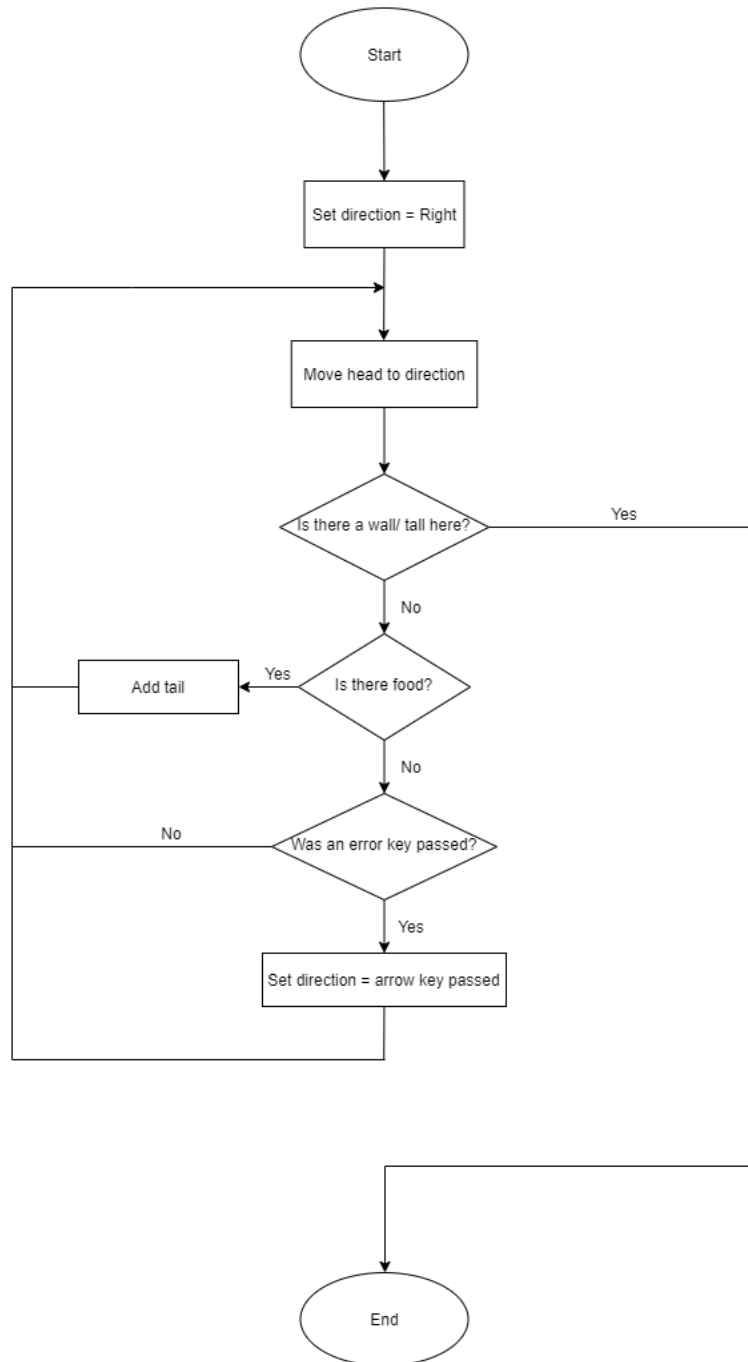 Start
Set direction = Right
Move head to direction
Is there a wall/ tall here?
Yes
No
Is there food?
Yes
Add tail
No
Was an error key passed?
No
Yes
Set direction = arrow key passed
End